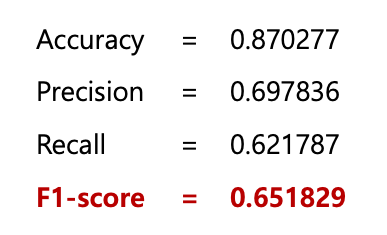 Accuracy = 0.870277
Precision = 0.697836
Recall = 0.621787
F1-score = 0.651829